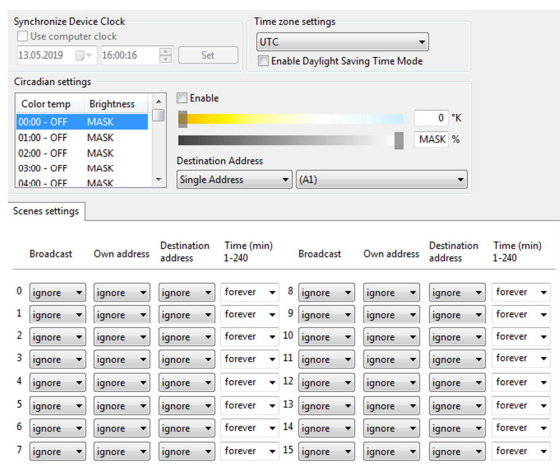 Synchronize Device Clock
Use computer clock
13.05.2019 16:00:16 Set
Time zone settings
UTC
Enable Daylight Saving Time Mode
Circadian settings
Color temp Brightness
00:00 - OFF MASK
01:00 - OFF MASK
02:00 - OFF MASK
03:00 - OFF MASK
04:00 - OFF MASK
Enable
0 °K
MASK %
Destination Address
Single Address (A1)
Scenes settings
Broadcast Own address Destination address Time (min) 1-240 Broadcast Own address Destination address Time (min) 1-240
0 ignore ignore ignore forever 8 ignore ignore ignore forever
1 ignore ignore ignore forever 9 ignore ignore ignore forever
2 ignore ignore ignore forever 10 ignore ignore ignore forever
3 ignore ignore ignore forever 11 ignore ignore ignore forever
4 ignore ignore ignore forever 12 ignore ignore ignore forever
5 ignore ignore ignore forever 13 ignore ignore ignore forever
6 ignore ignore ignore forever 14 ignore ignore ignore forever
7 ignore ignore ignore forever 15 ignore ignore ignore forever